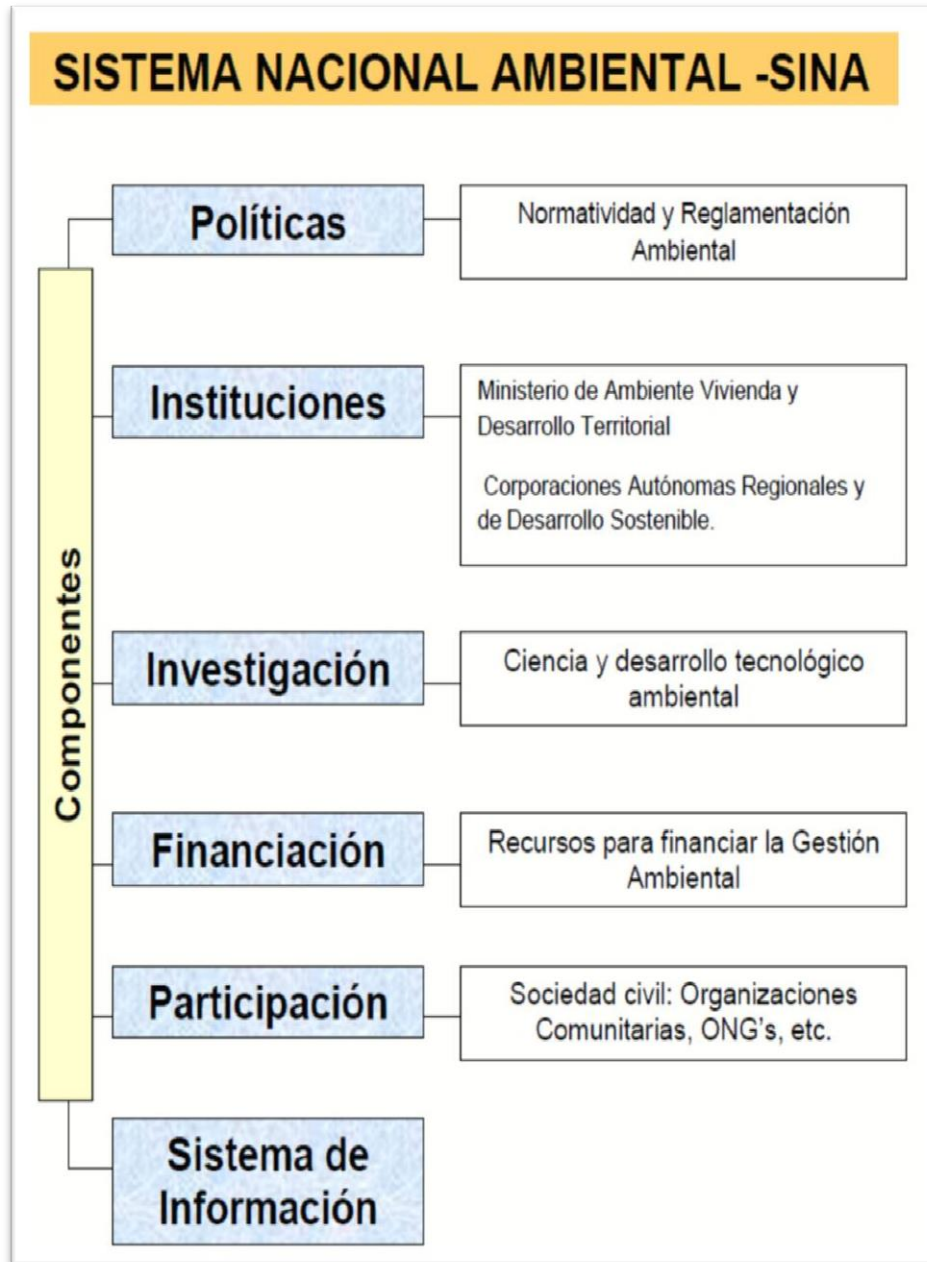 SISTEMA NACIONAL AMBIENTAL -SINA
Componentes
Políticas
Normatividad y Reglamentación
Ambiental
Instituciones
Ministerio de Ambiente Vivienda y
Desarrollo Territorial
Corporaciones Autónomas Regionales y
de Desarrollo Sostenible.
Investigación
Ciencia y desarrollo tecnológico
ambiental
Financiación
Recursos para financiar la Gestión
Ambiental
Participación
Sociedad civil: Organizaciones
Comunitarias, ONG's, etc.
Sistema de
Información